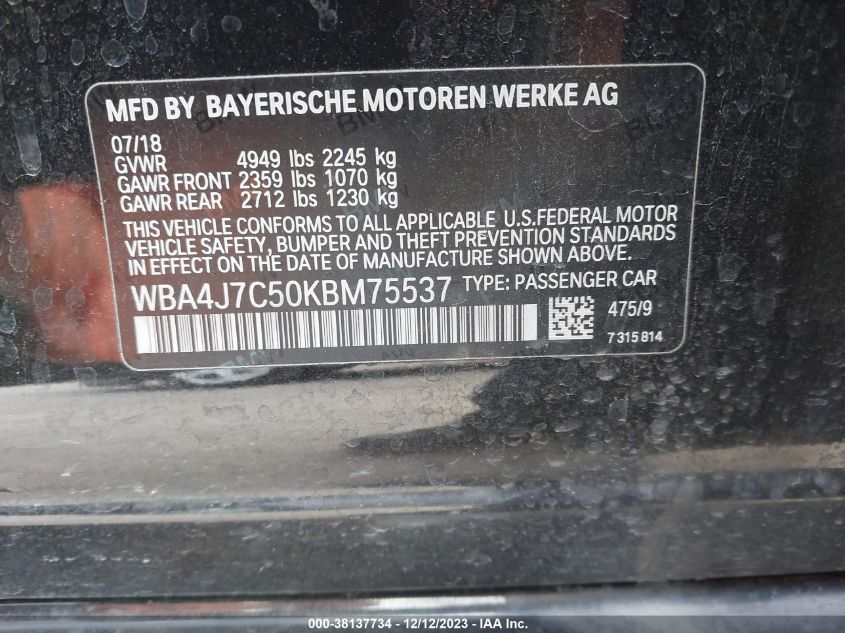 MFD BY BAYERISCHE MOTOREN WERKE AG
07/18
GVWR 4949 lbs 2245 kg
GAWR FRONT 2359 lbs 1070 kg
GAWR REAR 2712 lbs 1230 kg
THIS VEHICLE CONFORMS TO ALL APPLICABLE U.S.FEDERAL MOTOR
VEHICLE SAFETY, BUMPER AND THEFT PREVENTION STANDARDS
IN EFFECT ON THE DATE OF MANUFACTURE SHOWN ABOVE.
WBA4J7C50KBM75537 TYPE: PASSENGER CAR
475/9
7 315 814
000-38137734 - 12/12/2023 - IAA Inc.